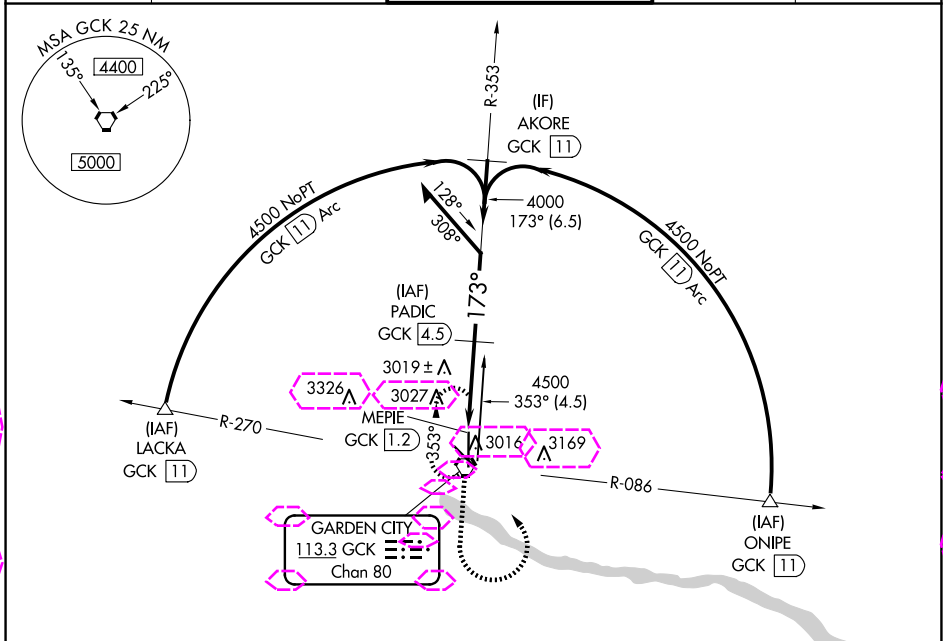 MSA GCK 25 NM
135°
4400
225°
5000
R-353
(IF)
AKORE
GCK 11
4500 NoPT
GCK 11 Arc
128°
308°
4000
173° (6.5)
4500 NoPT
GCK 11 Arc
173°
(IAF)
PADIC
GCK 4.5
3019 ±
3326
3027
4500
353° (4.5)
MEPIE
GCK 1.2
353°
3016
3169
R-270
(IAF)
LACKA
GCK 11
R-086
(IAF)
ONIPE
GCK 11
GARDEN CITY
113.3 GCK
Chan 80